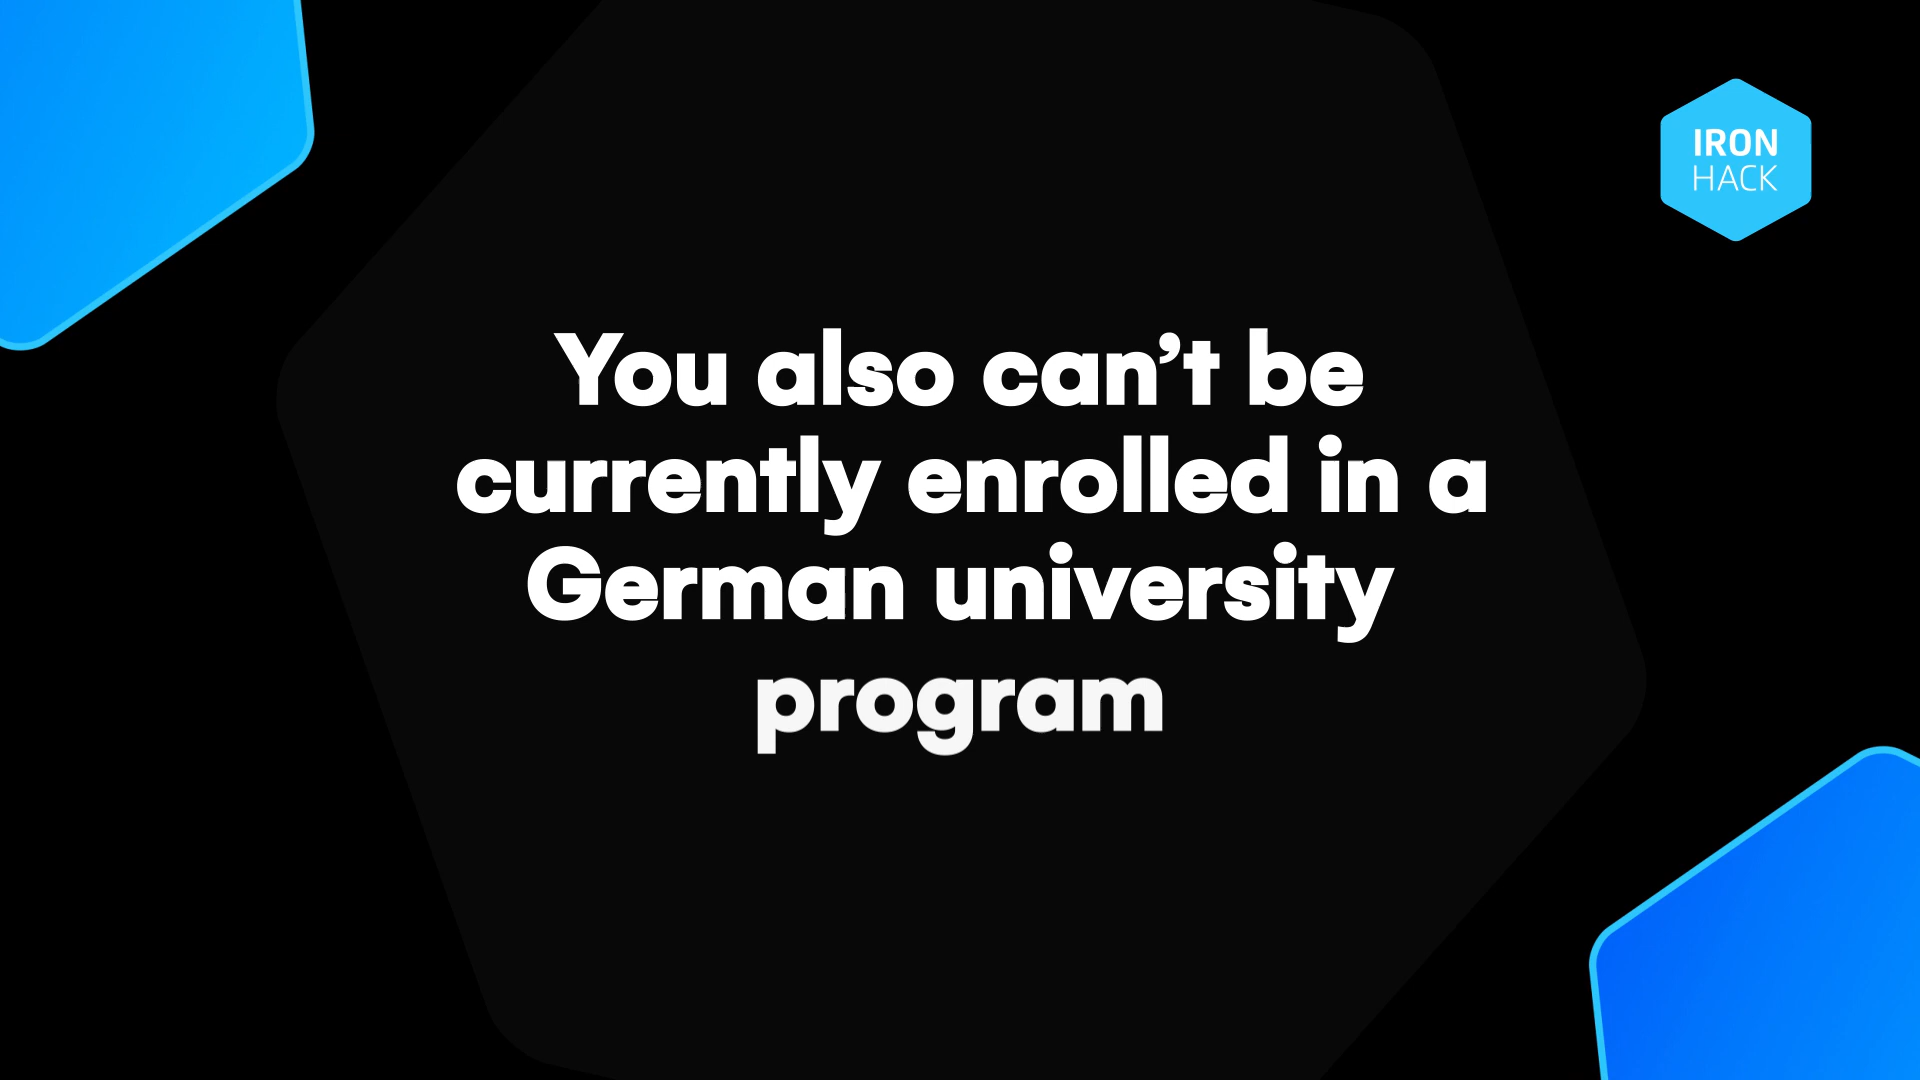 IRON
HACK
You also can’t be
currently enrolled in a
German university
program